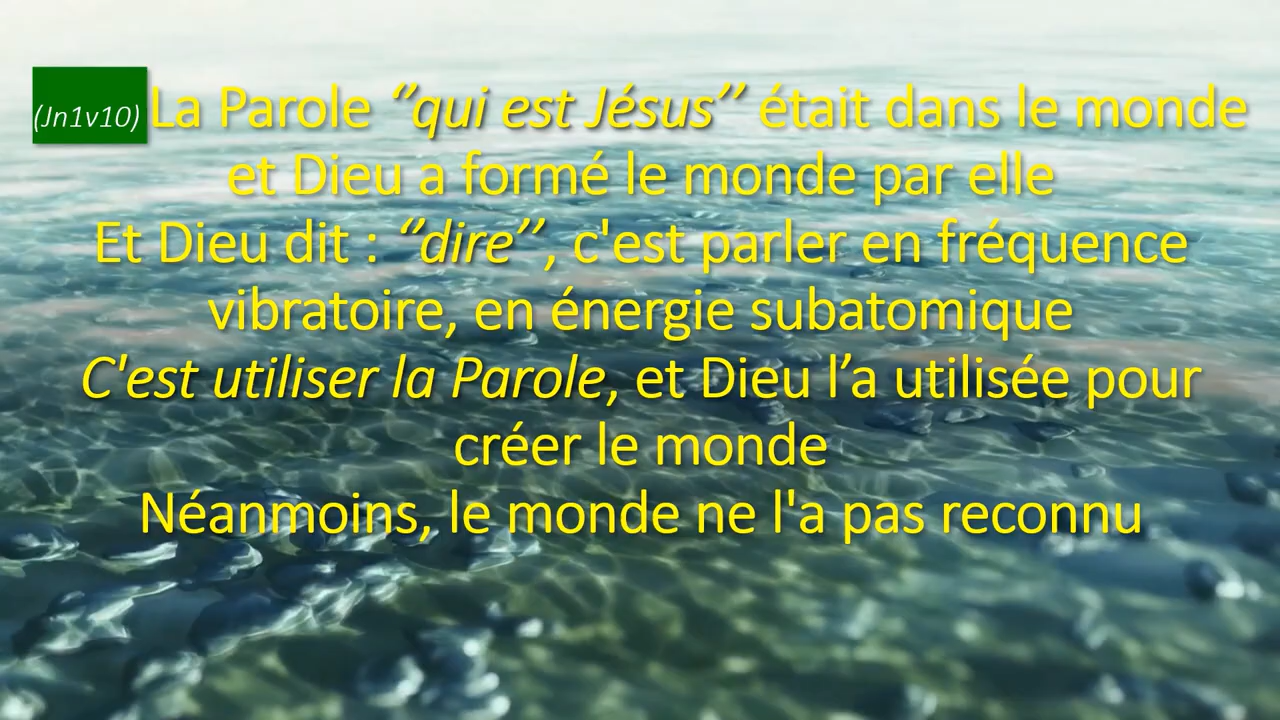 (Jn1v10) La Parole ‘’qui est Jésus’’ était dans le monde
et Dieu a formé le monde par elle
Et Dieu dit : ‘’dire’’, c'est parler en fréquence
vibratoire, en énergie subatomique
C'est utiliser la Parole, et Dieu l’a utilisée pour
créer le monde
Néanmoins, le monde ne l'a pas reconnu